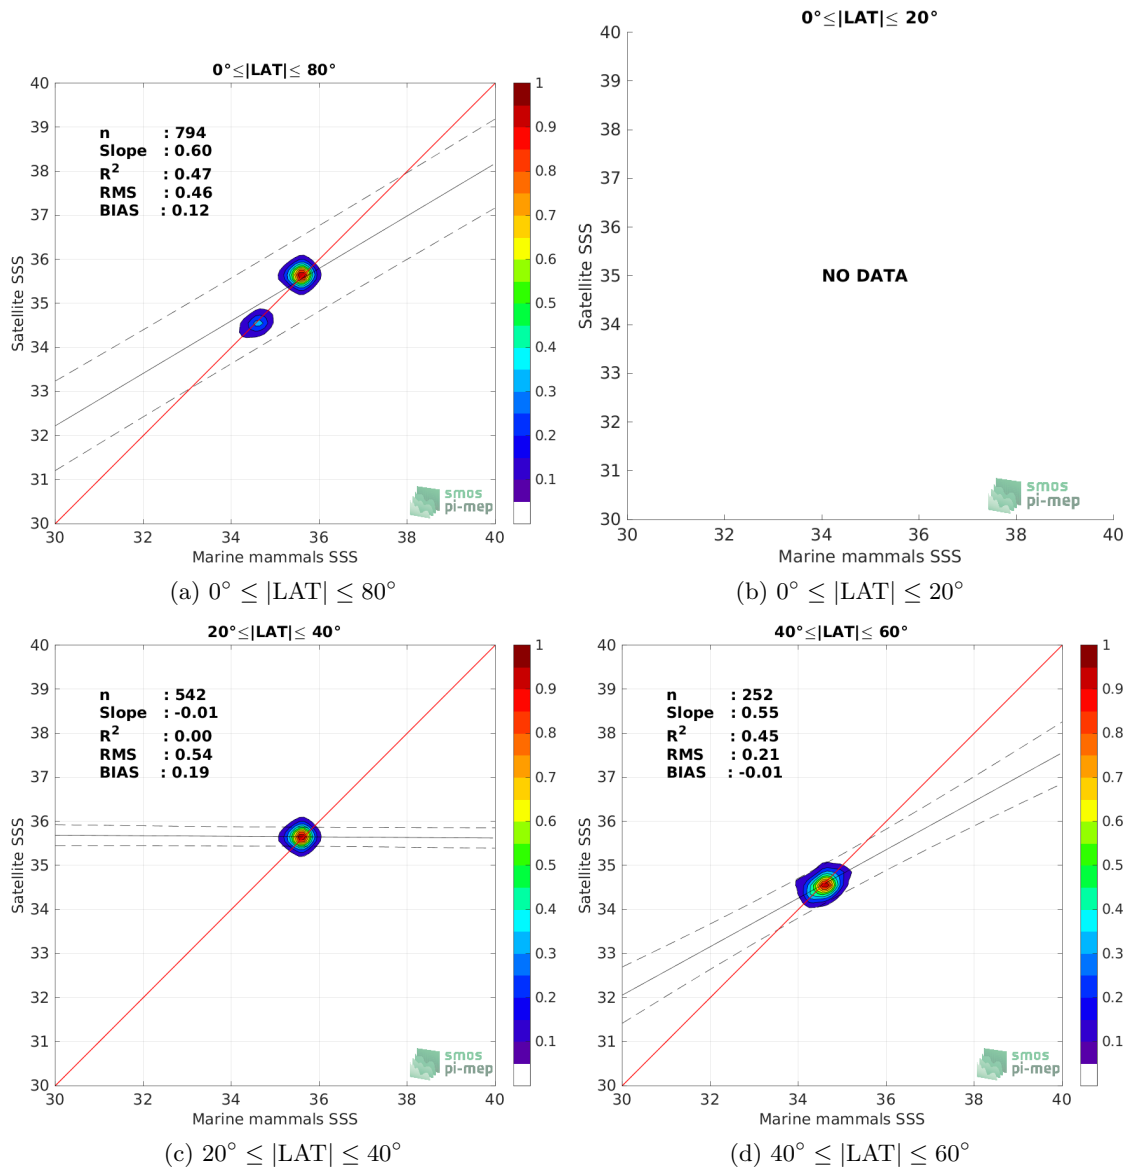 0°≤|LAT|≤ 80°
40
39
38
37
36
35
34
33
32
31
30
Satellite SSS
n : 794
Slope : 0.60
R² : 0.47
RMS : 0.46
BIAS : 0.12
smos
pi-mep
30 32 34 36 38 40
Marine mammals SSS
1
0.9
0.8
0.7
0.6
0.5
0.4
0.3
0.2
0.1
(a) 0° ≤ |LAT| ≤ 80°
0°≤|LAT|≤ 20°
40
39
38
37
36
35
34
33
32
31
30
Satellite SSS
NO DATA
smos
pi-mep
30 32 34 36 38 40
Marine mammals SSS
(b) 0° ≤ |LAT| ≤ 20°
20°≤|LAT|≤ 40°
40
39
38
37
36
35
34
33
32
31
30
Satellite SSS
n : 542
Slope : -0.01
R² : 0.00
RMS : 0.54
BIAS : 0.19
smos
pi-mep
30 32 34 36 38 40
Marine mammals SSS
1
0.9
0.8
0.7
0.6
0.5
0.4
0.3
0.2
0.1
(c) 20° ≤ |LAT| ≤ 40°
40°≤|LAT|≤ 60°
40
39
38
37
36
35
34
33
32
31
30
Satellite SSS
n : 252
Slope : 0.55
R² : 0.45
RMS : 0.21
BIAS : -0.01
smos
pi-mep
30 32 34 36 38 40
Marine mammals SSS
1
0.9
0.8
0.7
0.6
0.5
0.4
0.3
0.2
0.1
(d) 40° ≤ |LAT| ≤ 60°